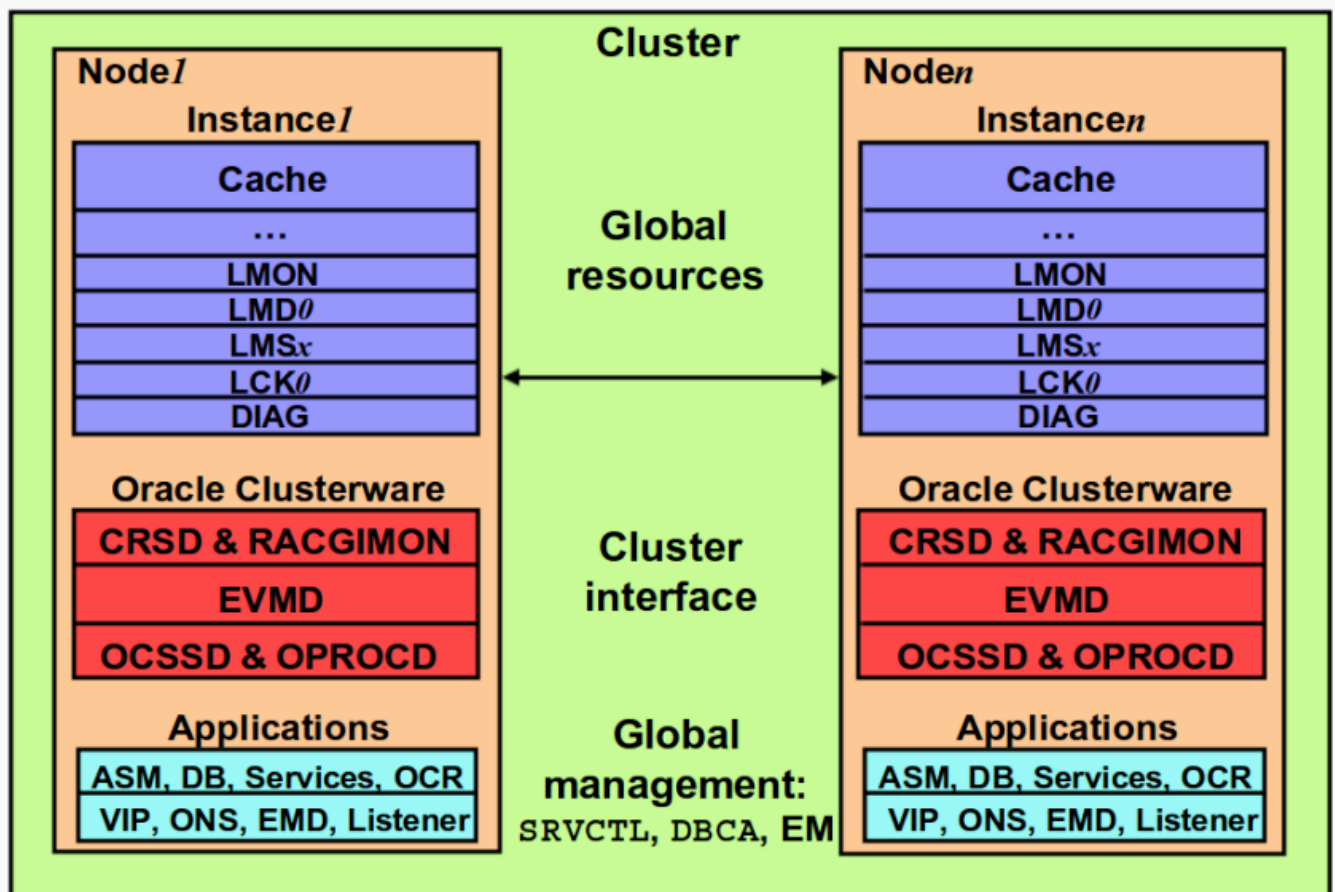 Cluster
Node1
Instance1
Cache
...
LMON
LMD0
LMSx
LCK0
DIAG
Oracle Clusterware
CRSD & RACGIMON
EVMD
OCSSD & OPROCD
Applications
ASM, DB, Services, OCR
VIP, ONS, EMD, Listener
Global
resources
Cluster
interface
Global
management:
SRVCTL, DBCA, EM
Noden
Instancen
Cache
...
LMON
LMD0
LMSx
LCK0
DIAG
Oracle Clusterware
CRSD & RACGIMON
EVMD
OCSSD & OPROCD
Applications
ASM, DB, Services, OCR
VIP, ONS, EMD, Listener